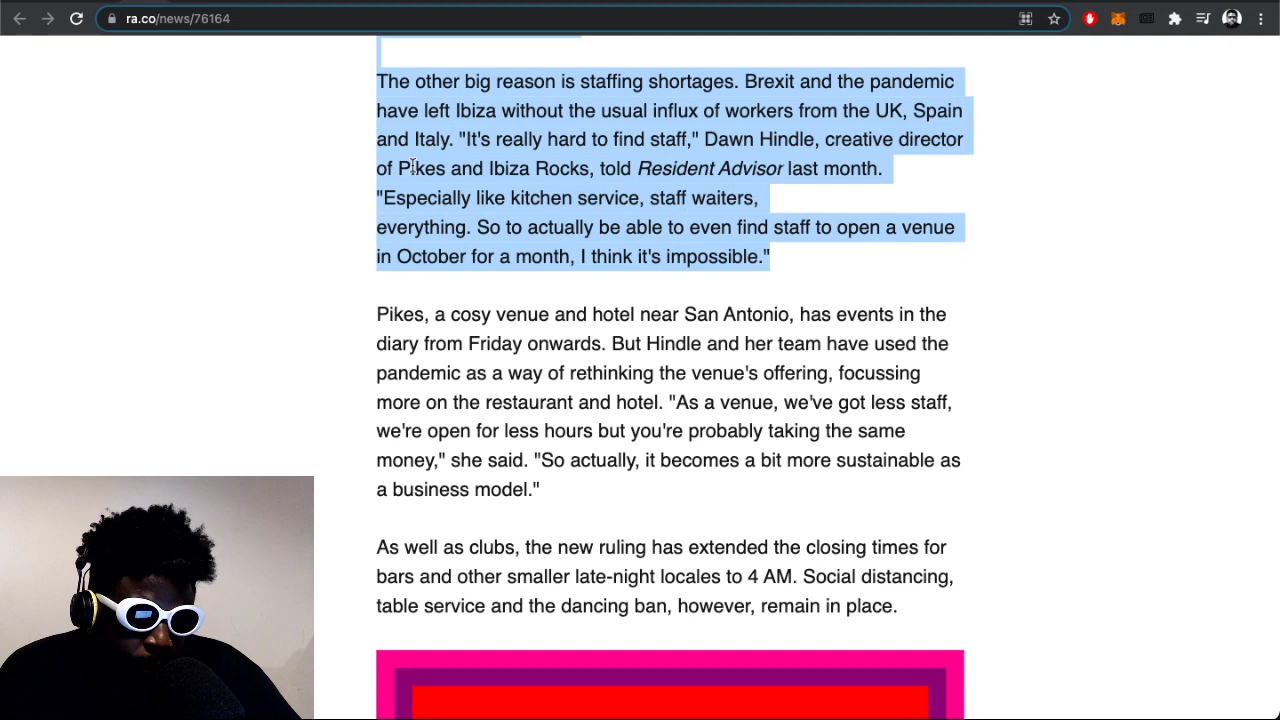 ra.co/news/76164
The other big reason is staffing shortages. Brexit and the pandemic
have left Ibiza without the usual influx of workers from the UK, Spain
and Italy. "It's really hard to find staff," Dawn Hindle, creative director
of Pikes and Ibiza Rocks, told Resident Advisor last month.
"Especially like kitchen service, staff waiters,
everything. So to actually be able to even find staff to open a venue
in October for a month, I think it's impossible."
Pikes, a cosy venue and hotel near San Antonio, has events in the
diary from Friday onwards. But Hindle and her team have used the
pandemic as a way of rethinking the venue's offering, focussing
more on the restaurant and hotel. "As a venue, we've got less staff,
we're open for less hours but you're probably taking the same
money," she said. "So actually, it becomes a bit more sustainable as
a business model."
As well as clubs, the new ruling has extended the closing times for
bars and other smaller late-night locales to 4 AM. Social distancing,
table service and the dancing ban, however, remain in place.